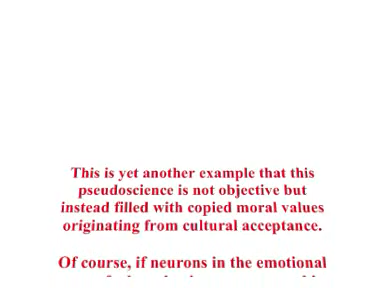 This is yet another example that this
pseudoscience is not objective but
instead filled with copied moral values
originating from cultural acceptance.
Of course, if neurons in the emotional